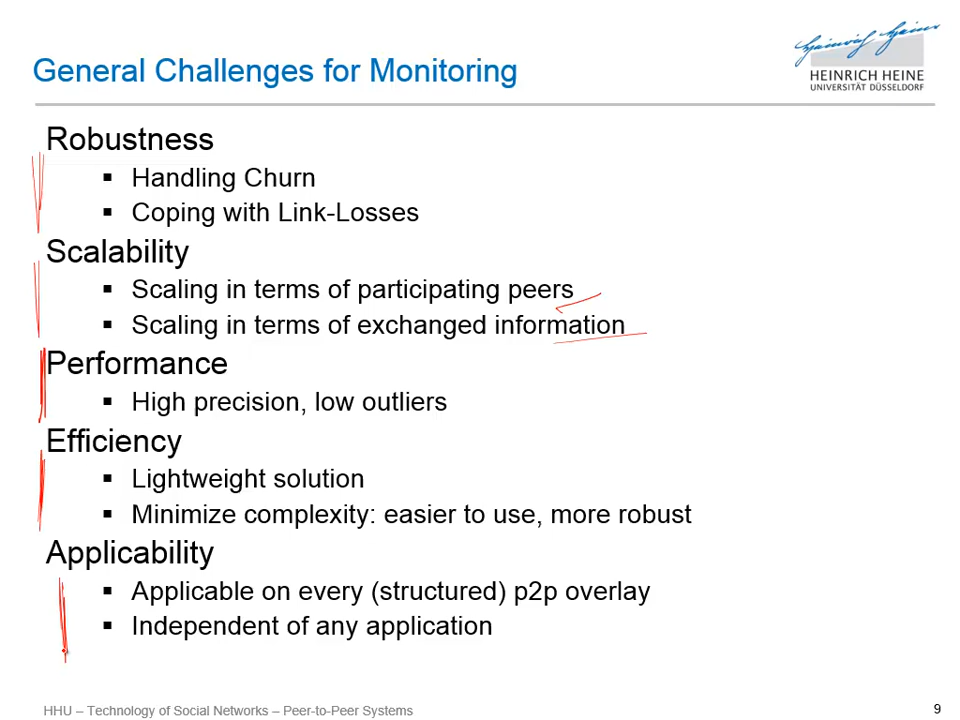 General Challenges for Monitoring
Heinrich Heine
HEINRICH HEINE
UNIVERSITÄT DÜSSELDORF
Robustness
▪ Handling Churn
▪ Coping with Link-Losses
Scalability
▪ Scaling in terms of participating peers
▪ Scaling in terms of exchanged information
Performance
▪ High precision, low outliers
Efficiency
▪ Lightweight solution
▪ Minimize complexity: easier to use, more robust
Applicability
▪ Applicable on every (structured) p2p overlay
▪ Independent of any application
HHU – Technology of Social Networks – Peer-to-Peer Systems
9